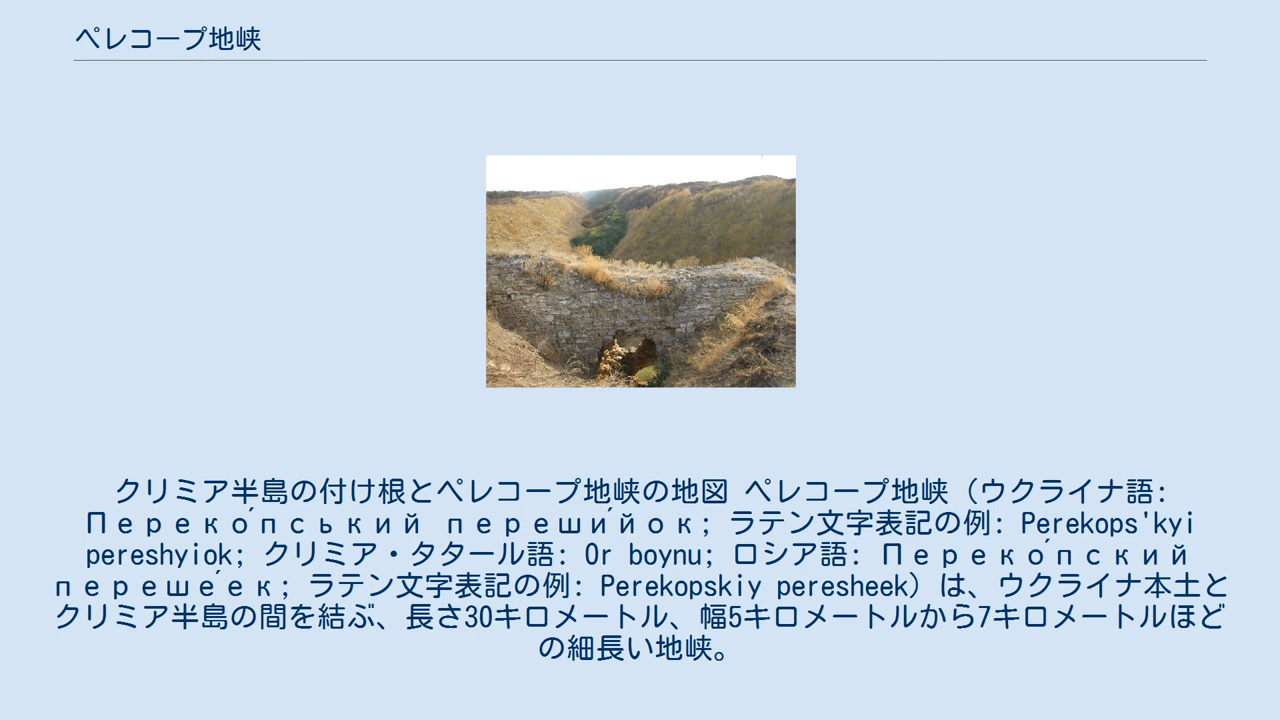 ペレコープ地峡
クリミア半島の付け根とペレコープ地峡の地図 ペレコープ地峡（ウクライナ語:
Переко́пський переши́йок; ラテン文字表記の例: Perekops'kyi
pereshyiok; クリミア・タタール語: Or boynu; ロシア語: Переко́пский
переше́ек; ラテン文字表記の例: Perekopskiy peresheek）は、ウクライナ本土と
クリミア半島の間を結ぶ、長さ30キロメートル、幅5キロメートルから7キロメートルほど
の細長い地峡。